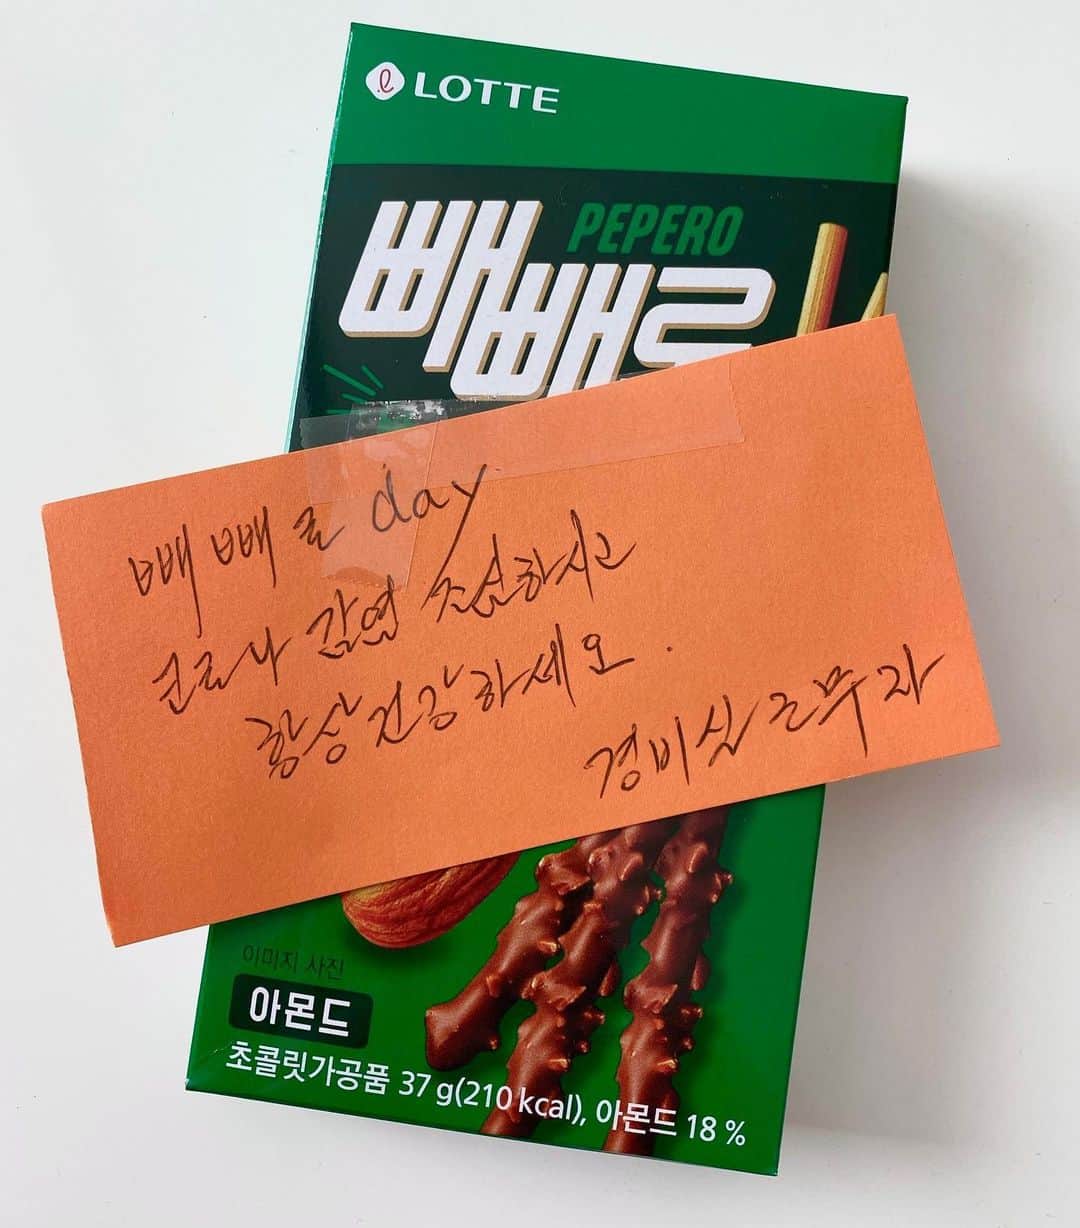 LOTTE
PEPERO
빼빼로
빼빼로 day
코로나 감염 조심하시고
항상 건강하세요.
경비실 근무자
이미지 사진
아몬드
초콜릿가공품 37 g(210 kcal), 아몬드 18 %